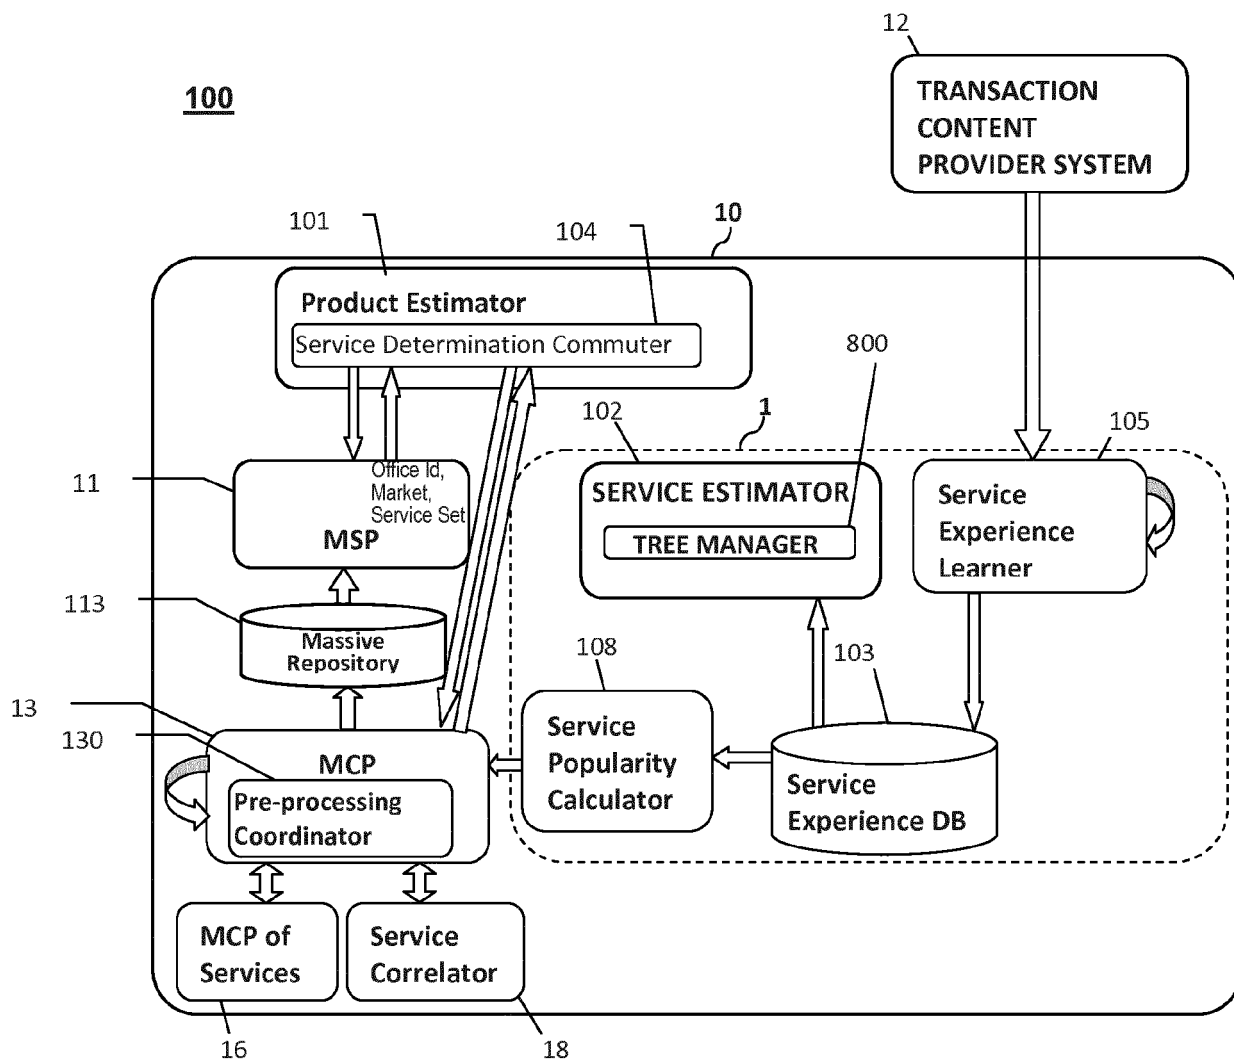 12
TRANSACTION
CONTENT
PROVIDER SYSTEM
100
101
104
10
Product Estimator
Service Determination Commuter
800
102
1
105
11
Office Id,
Market,
Service Set
MSP
SERVICE ESTIMATOR
TREE MANAGER
Service
Experience
Learner
113
Massive
Repository
108
103
13
130
MCP
Pre-processing
Coordinator
Service
Popularity
Calculator
Service
Experience DB
MCP of
Services
Service
Correlator
16
18